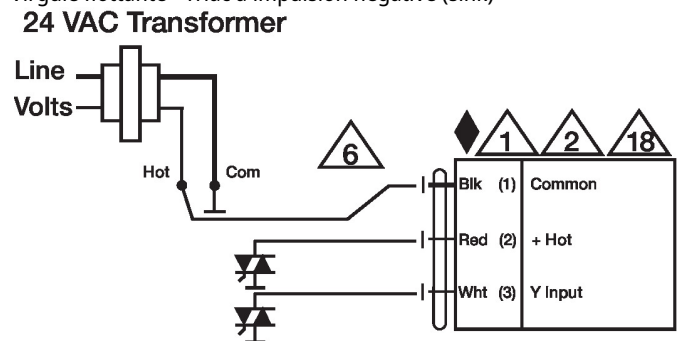 24 VAC Transformer
Line
Volts
Hot
Com
6
1
2
18
Blk (1) Common
Red (2) + Hot
Wht (3) Y Input